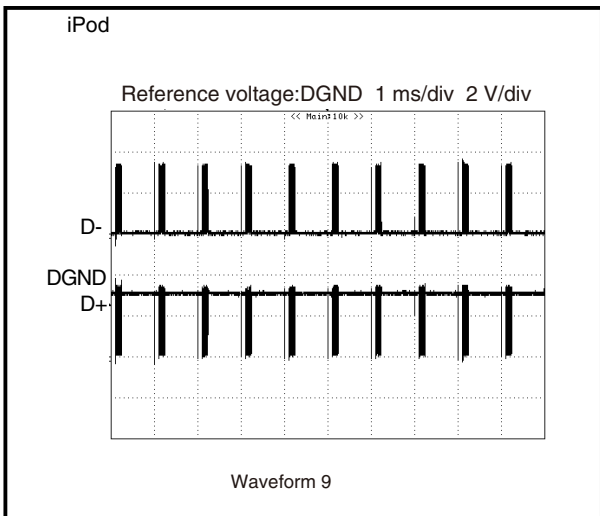 iPod
Reference voltage:DGND 1 ms/div 2 V/div
<< Main:10k >>
D-
DGND
D+
Waveform 9